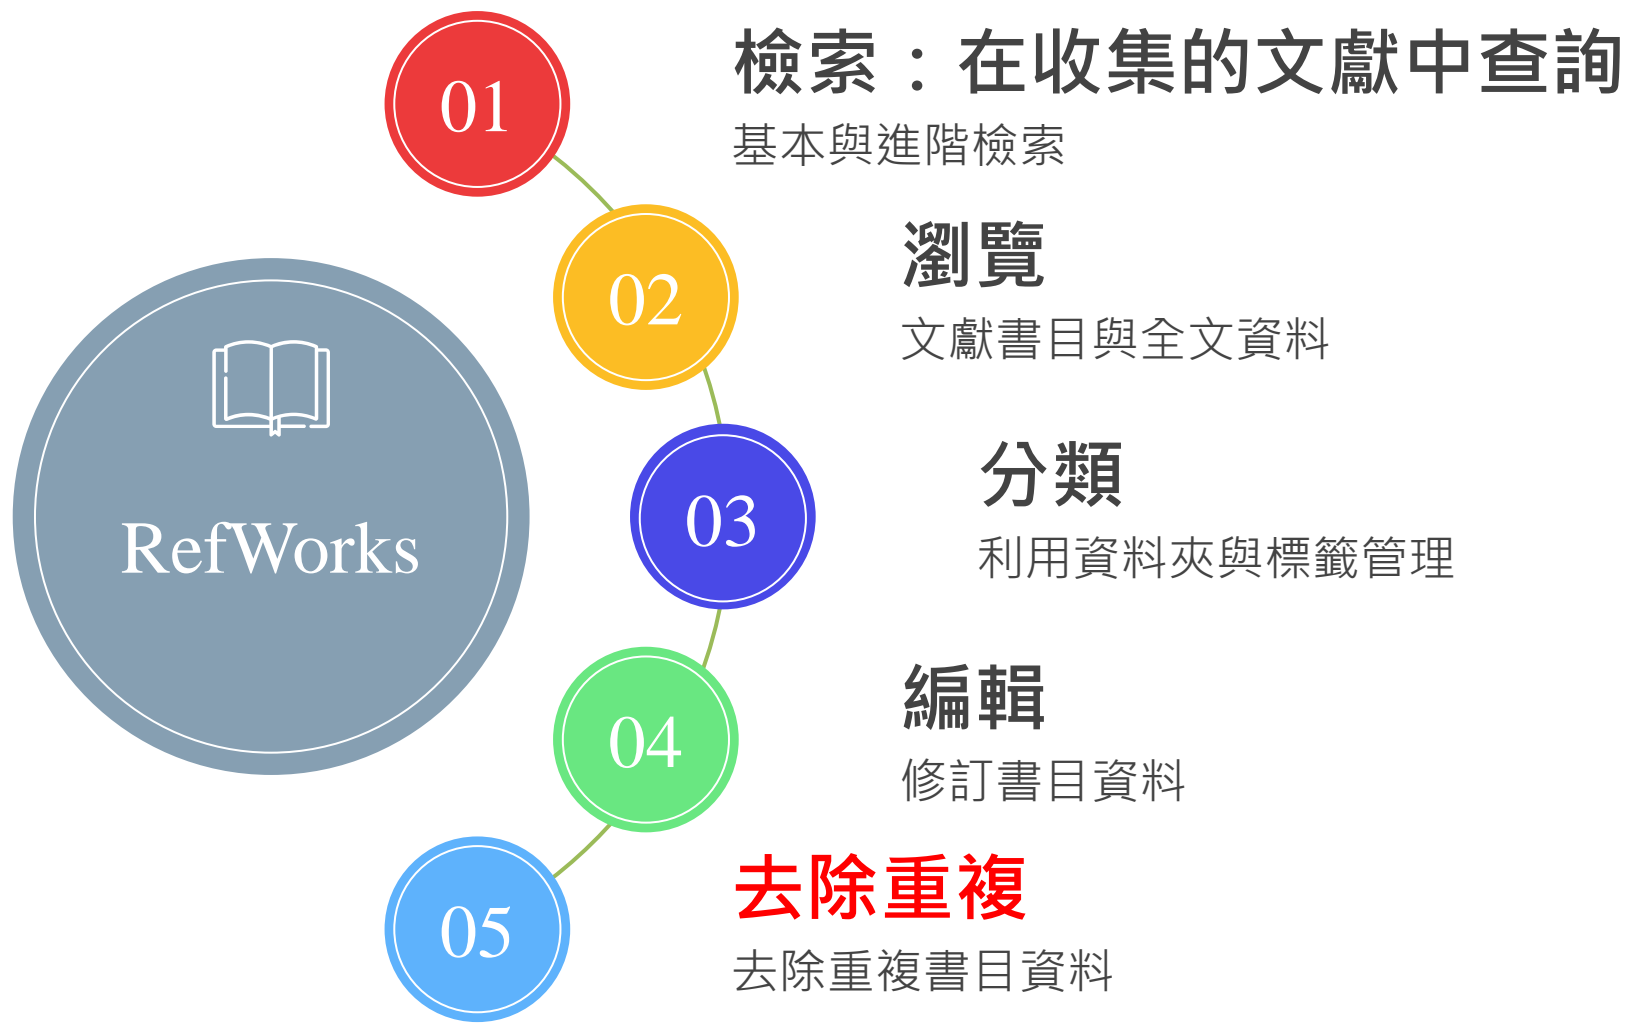 RefWorks
01
檢索：在收集的文獻中查詢
基本與進階檢索
02
瀏覽
文獻書目與全文資料
03
分類
利用資料夾與標籤管理
04
編輯
修訂書目資料
05
去除重複
去除重複書目資料